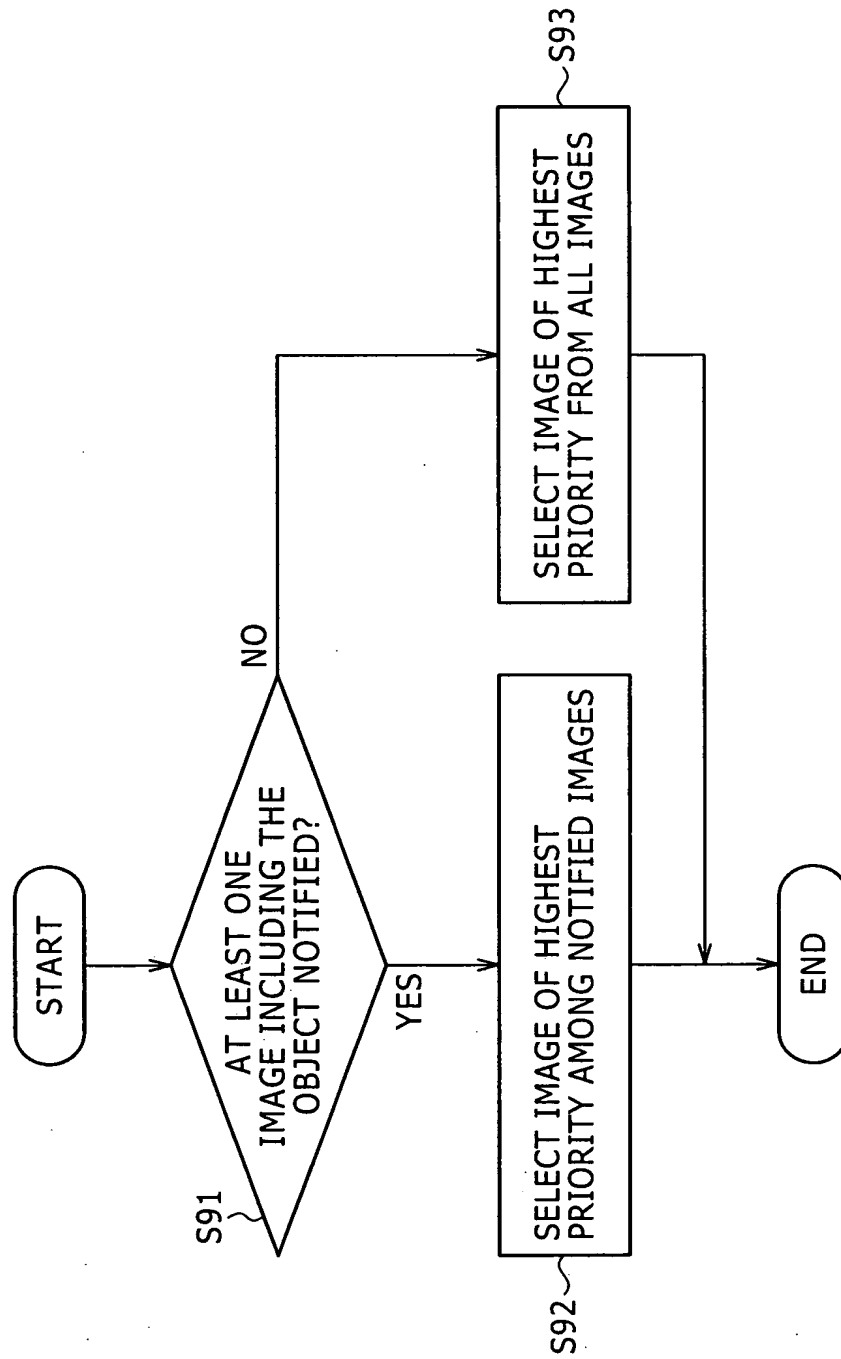 START
S91
AT LEAST ONE
IMAGE INCLUDING THE
OBJECT NOTIFIED?
NO
YES
S92
SELECT IMAGE OF HIGHEST
PRIORITY AMONG NOTIFIED IMAGES
SELECT IMAGE OF HIGHEST
PRIORITY FROM ALL IMAGES
S93
END